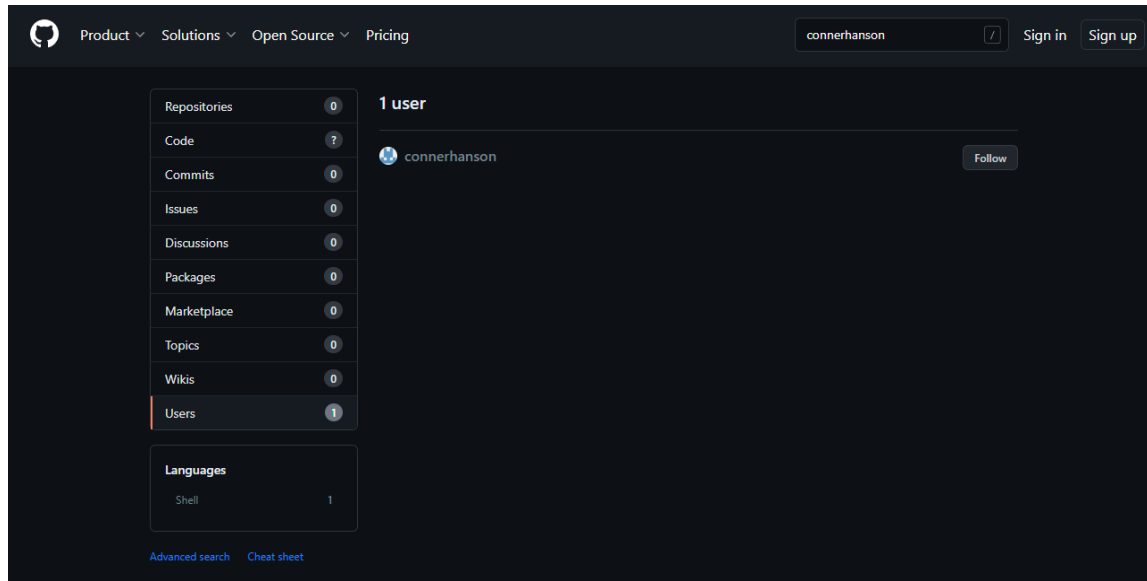 Product Solutions Open Source Pricing connerhanson / Sign in Sign up
Repositories 0
Code ?
Commits 0
Issues 0
Discussions 0
Packages 0
Marketplace 0
Topics 0
Wikis 0
Users 1
Languages
Shell 1
Advanced search Cheat sheet
1 user
connerhanson Follow